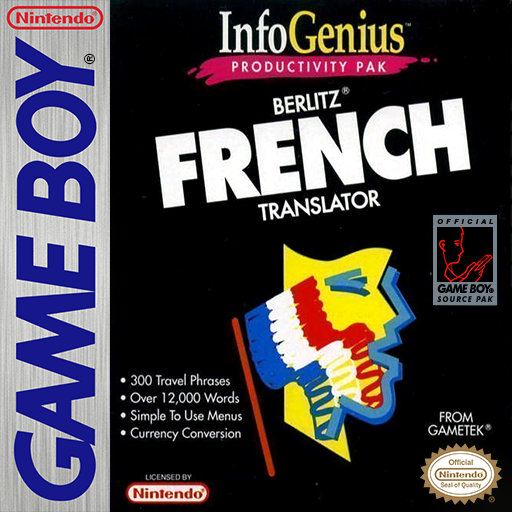 Nintendo®
GAME BOY®
InfoGenius™
PRODUCTIVITY PAK
BERLITZ®
FRENCH
TRANSLATOR
OFFICIAL
GAME BOY®
SOURCE PAK
• 300 Travel Phrases
• Over 12,000 Words
• Simple To Use Menus
• Currency Conversion
FROM
GAMETEK®
LICENSED BY
Nintendo®
Official
Nintendo
Seal of Quality